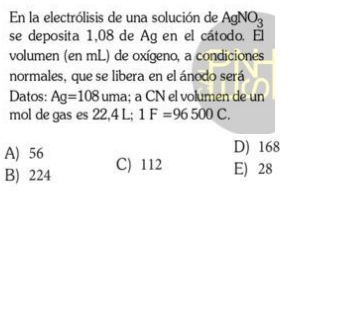 En la electrólisis de una solución de AgNO₃
se deposita 1,08 de Ag en el cátodo. El
volumen (en mL) de oxígeno, a condiciones
normales, que se libera en el ánodo será
Datos: Ag=108 uma; a CN el volumen de un
mol de gas es 22,4 L; 1 F =96 500 C.
A) 56
B) 224
C) 112
D) 168
E) 28